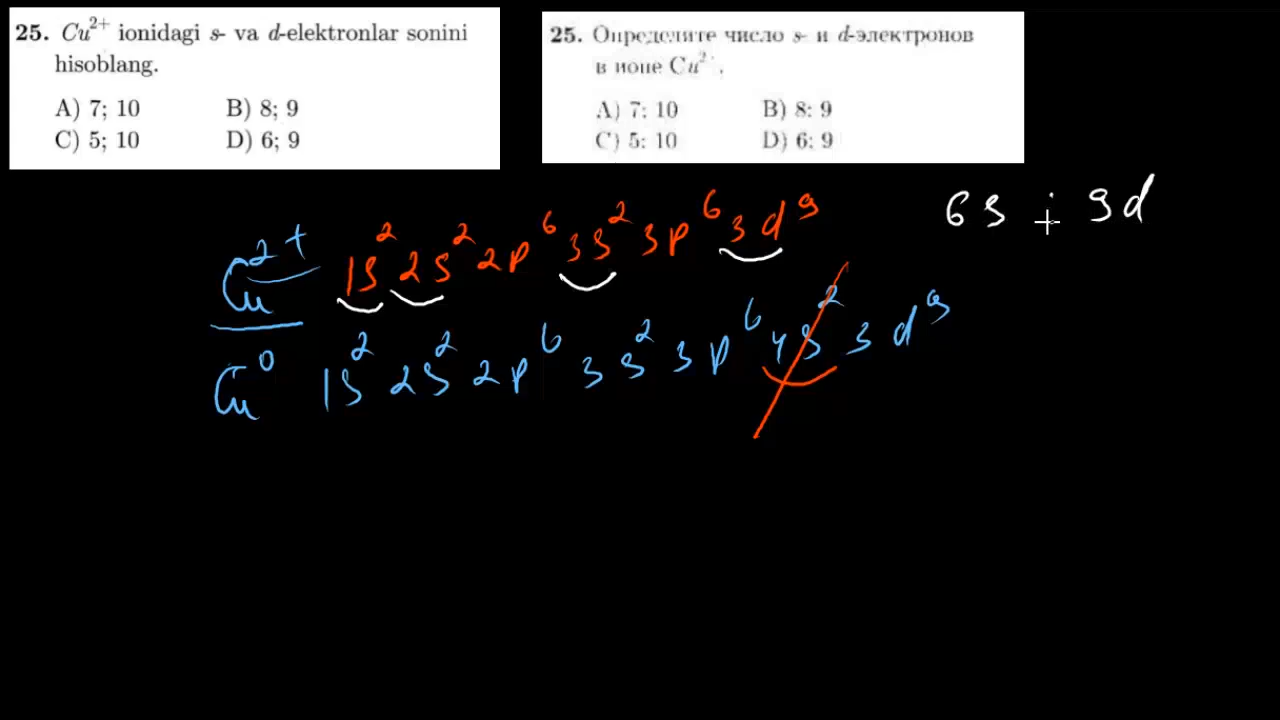 25. Cu²⁺ ionidagi s- va d-elektronlar sonini
hisoblang.
A) 7; 10 B) 8; 9
C) 5; 10 D) 6; 9
25. Определите число s- и d-электронов
в ионе Cu²⁺.
A) 7; 10 B) 8; 9
C) 5; 10 D) 6; 9
6s ; 9d
Cu²⁺ 1s² 2s² 2p⁶ 3s² 3p⁶ 3d⁹
Cu⁰ 1s² 2s² 2p⁶ 3s² 3p⁶ 4s² 3d⁹